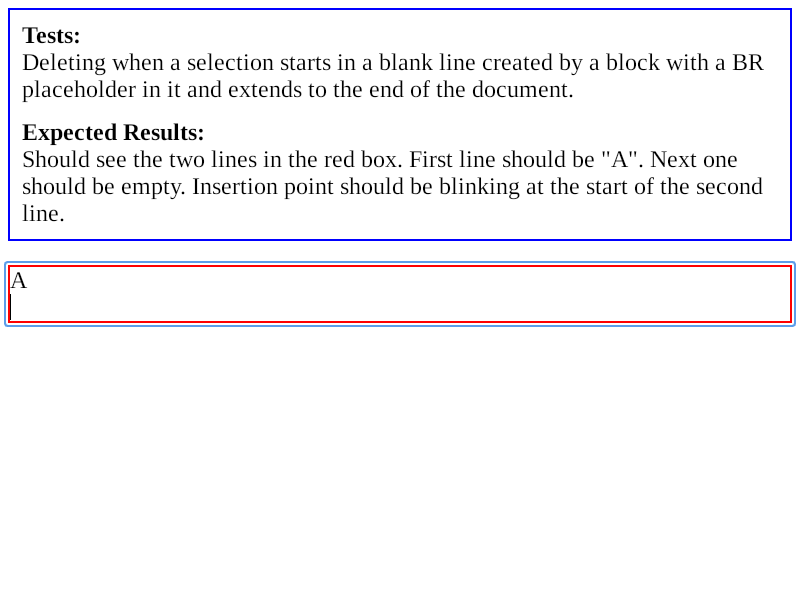 Tests:
Deleting when a selection starts in a blank line created by a block with a BR
placeholder in it and extends to the end of the document.
Expected Results:
Should see the two lines in the red box. First line should be "A". Next one
should be empty. Insertion point should be blinking at the start of the second
line.
A